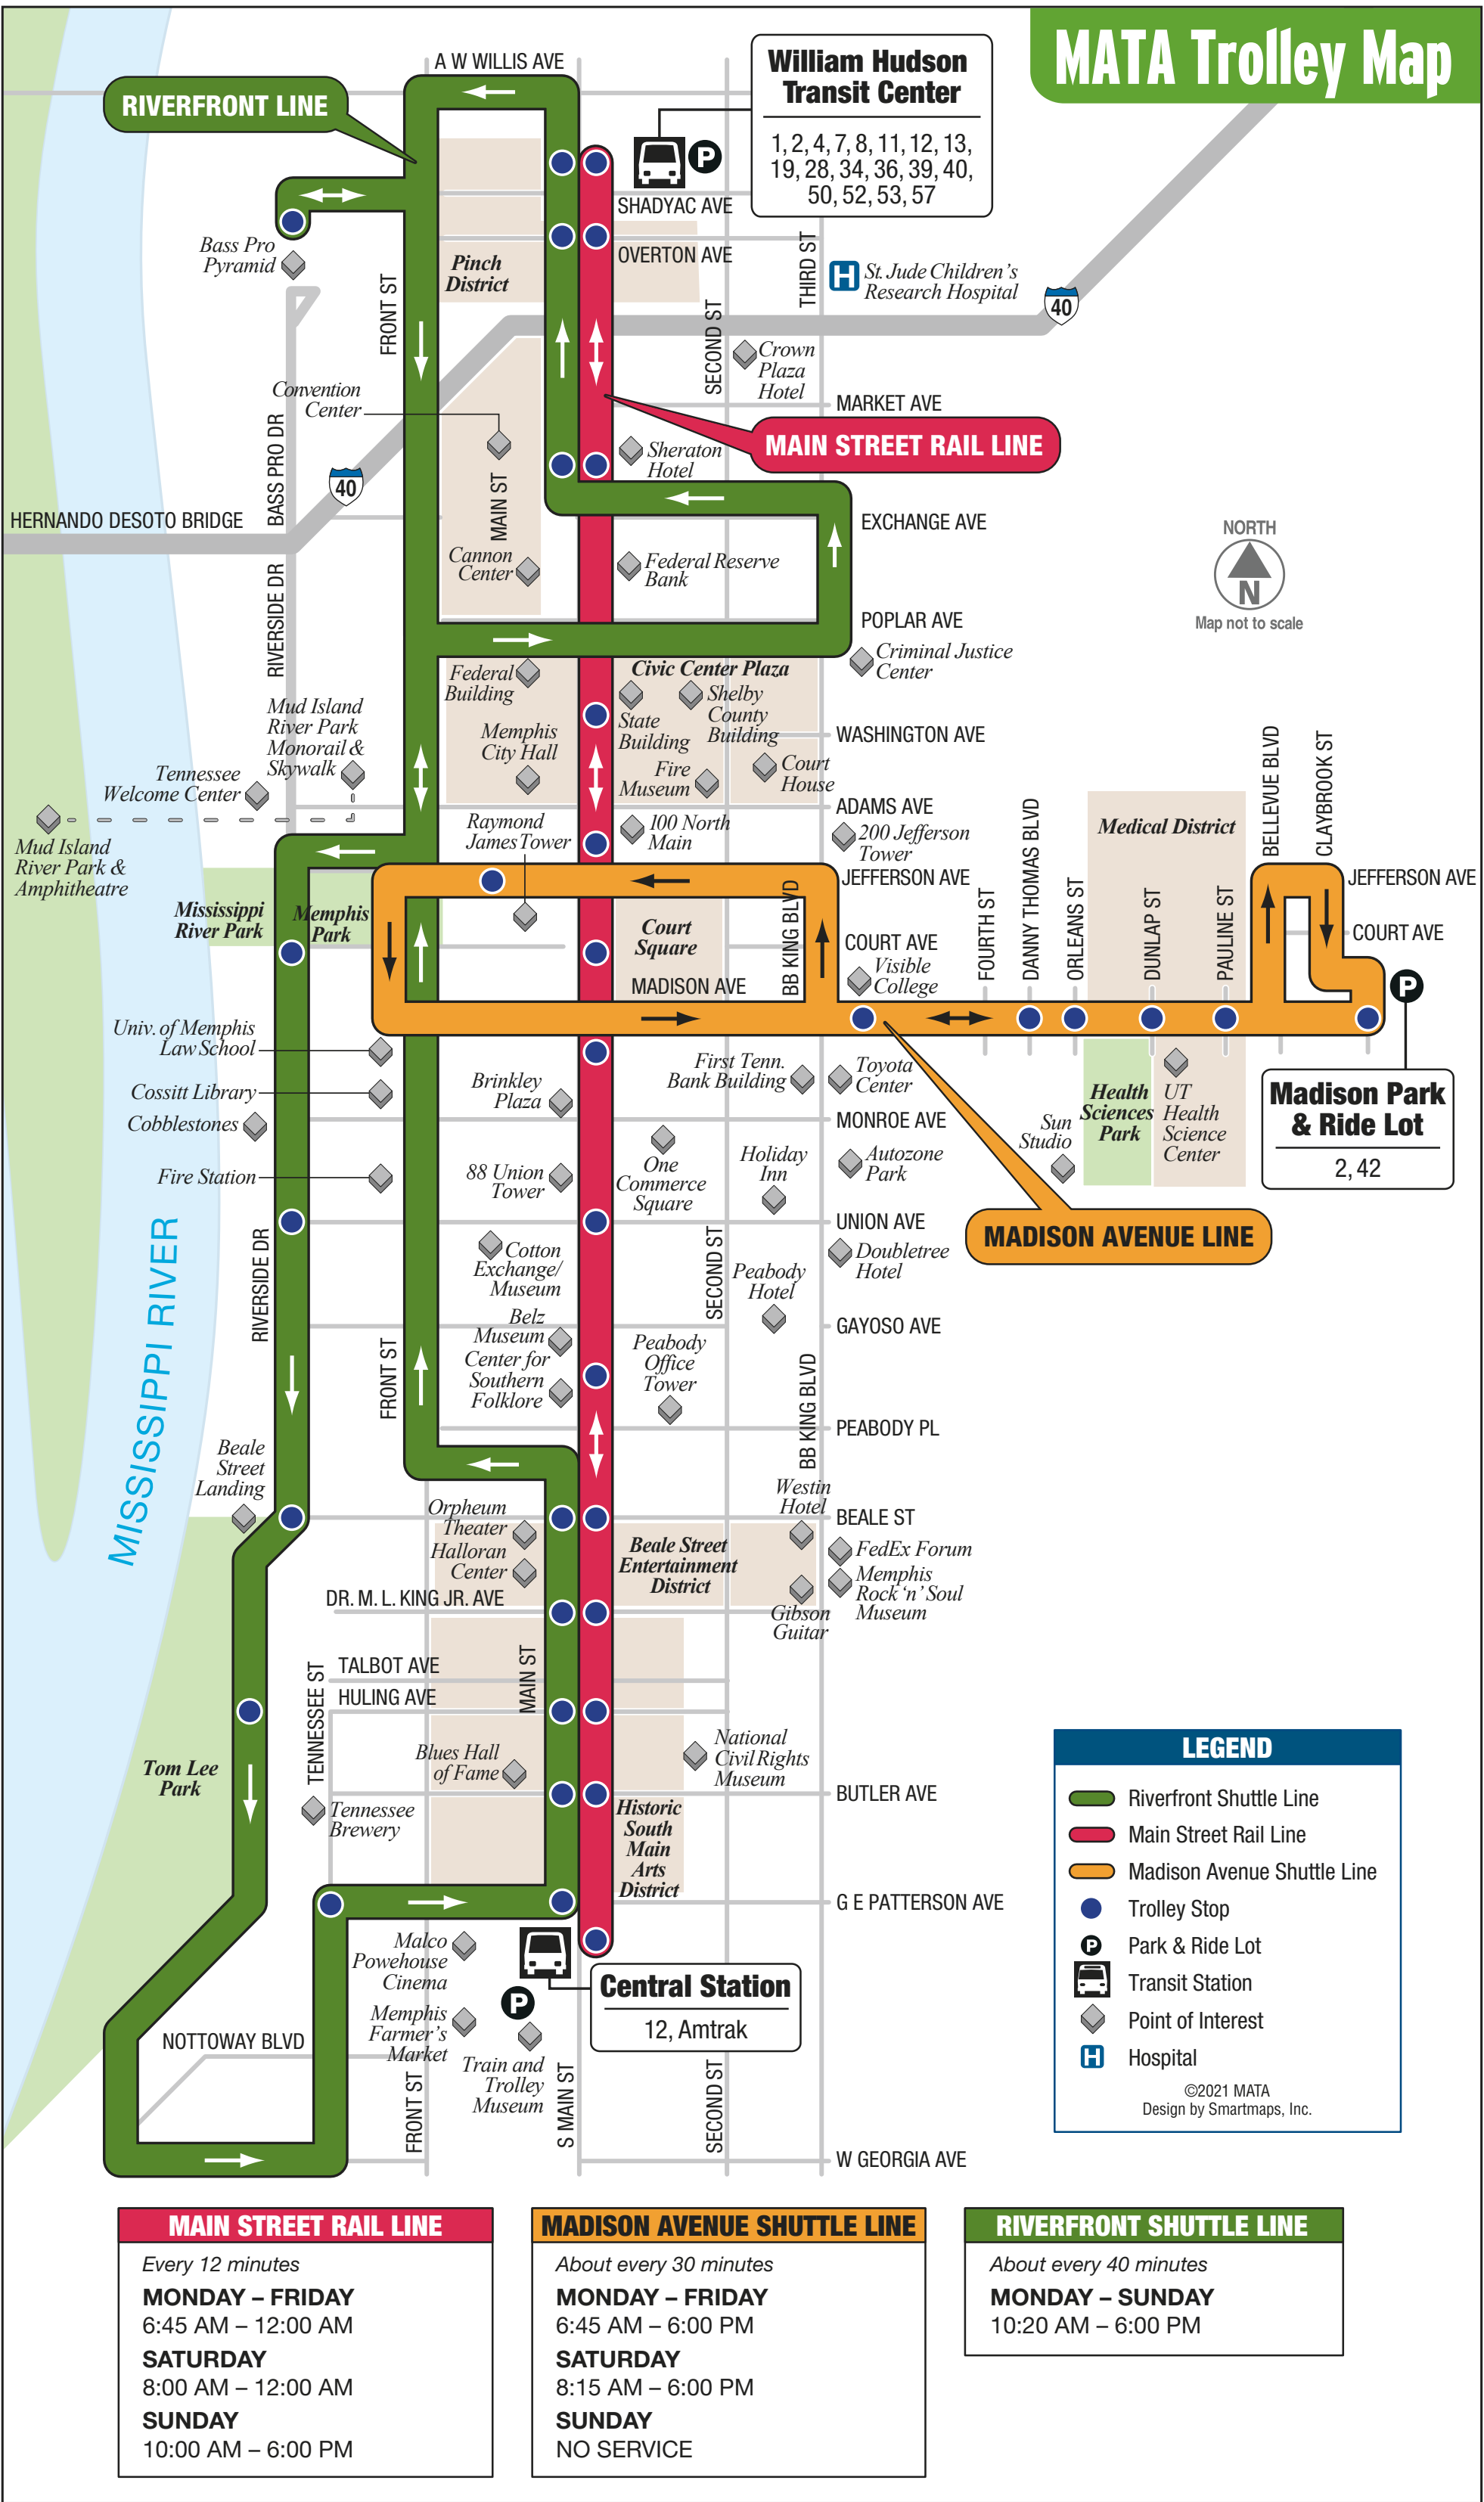 MATA Trolley Map
A W WILLIS AVE
RIVERFRONT LINE
William Hudson
Transit Center
1, 2, 4, 7, 8, 11, 12, 13,
19, 28, 34, 36, 39, 40,
50, 52, 53, 57
P
SHADYAC AVE
OVERTON AVE
Bass Pro
Pyramid
Pinch
District
FRONT ST
SECOND ST
THIRD ST
H
St. Jude Children's
Research Hospital
40
Crown
Plaza
Hotel
Convention
Center
MARKET AVE
MAIN STREET RAIL LINE
Sheraton
Hotel
BASS PRO DR
40
MAIN ST
HERNANDO DESOTO BRIDGE
EXCHANGE AVE
NORTH
N
Map not to scale
Cannon
Center
Federal Reserve
Bank
RIVERSIDE DR
POPLAR AVE
Criminal Justice
Center
Federal
Building
Civic Center Plaza
State
Building
Shelby
County
Building
Mud Island
River Park
Monorail &
Skywalk
Memphis
City Hall
WASHINGTON AVE
Fire
Museum
Court
House
Tennessee
Welcome Center
ADAMS AVE
Mud Island
River Park &
Amphitheatre
Raymond
James Tower
100 North
Main
200 Jefferson
Tower
Medical District
BELLEVUE BLVD
CLAYBROOK ST
JEFFERSON AVE
JEFFERSON AVE
Mississippi
River Park
Memphis
Park
Court
Square
BB KING BLVD
COURT AVE
COURT AVE
Visible
College
FOURTH ST
DANNY THOMAS BLVD
ORLEANS ST
DUNLAP ST
PAULINE ST
MADISON AVE
P
Univ. of Memphis
Law School
Cossitt Library
Cobblestones
Fire Station
Brinkley
Plaza
First Tenn.
Bank Building
Toyota
Center
MONROE AVE
Health
Sciences
Park
UT
Health
Science
Center
Sun
Studio
Madison Park
& Ride Lot
2, 42
88 Union
Tower
One
Commerce
Square
Holiday
Inn
Autozone
Park
UNION AVE
MADISON AVENUE LINE
MISSISSIPPI RIVER
RIVERSIDE DR
Cotton
Exchange/
Museum
SECOND ST
Peabody
Hotel
Doubletree
Hotel
GAYOSO AVE
Belz
Museum
Center for
Southern
Folklore
Peabody
Office
Tower
FRONT ST
BB KING BLVD
PEABODY PL
Beale
Street
Landing
Westin
Hotel
BEALE ST
Orpheum
Theater
Halloran
Center
Beale Street
Entertainment
District
FedEx Forum
Memphis
Rock 'n' Soul
Museum
Gibson
Guitar
DR. M. L. KING JR. AVE
TENNESSEE ST
TALBOT AVE
HULING AVE
MAIN ST
Blues Hall
of Fame
National
Civil Rights
Museum
Tom Lee
Park
BUTLER AVE
Tennessee
Brewery
Historic
South
Main
Arts
District
G E PATTERSON AVE
Malco
Powehouse
Cinema
P
Central Station
12, Amtrak
Memphis
Farmer's
Market
Train and
Trolley
Museum
NOTTOWAY BLVD
FRONT ST
S MAIN ST
SECOND ST
W GEORGIA AVE
LEGEND
Riverfront Shuttle Line
Main Street Rail Line
Madison Avenue Shuttle Line
Trolley Stop
P Park & Ride Lot
Transit Station
Point of Interest
H Hospital
©2021 MATA
Design by Smartmaps, Inc.
MAIN STREET RAIL LINE
Every 12 minutes
MONDAY – FRIDAY
6:45 AM – 12:00 AM
SATURDAY
8:00 AM – 12:00 AM
SUNDAY
10:00 AM – 6:00 PM
MADISON AVENUE SHUTTLE LINE
About every 30 minutes
MONDAY – FRIDAY
6:45 AM – 6:00 PM
SATURDAY
8:15 AM – 6:00 PM
SUNDAY
NO SERVICE
RIVERFRONT SHUTTLE LINE
About every 40 minutes
MONDAY – SUNDAY
10:20 AM – 6:00 PM